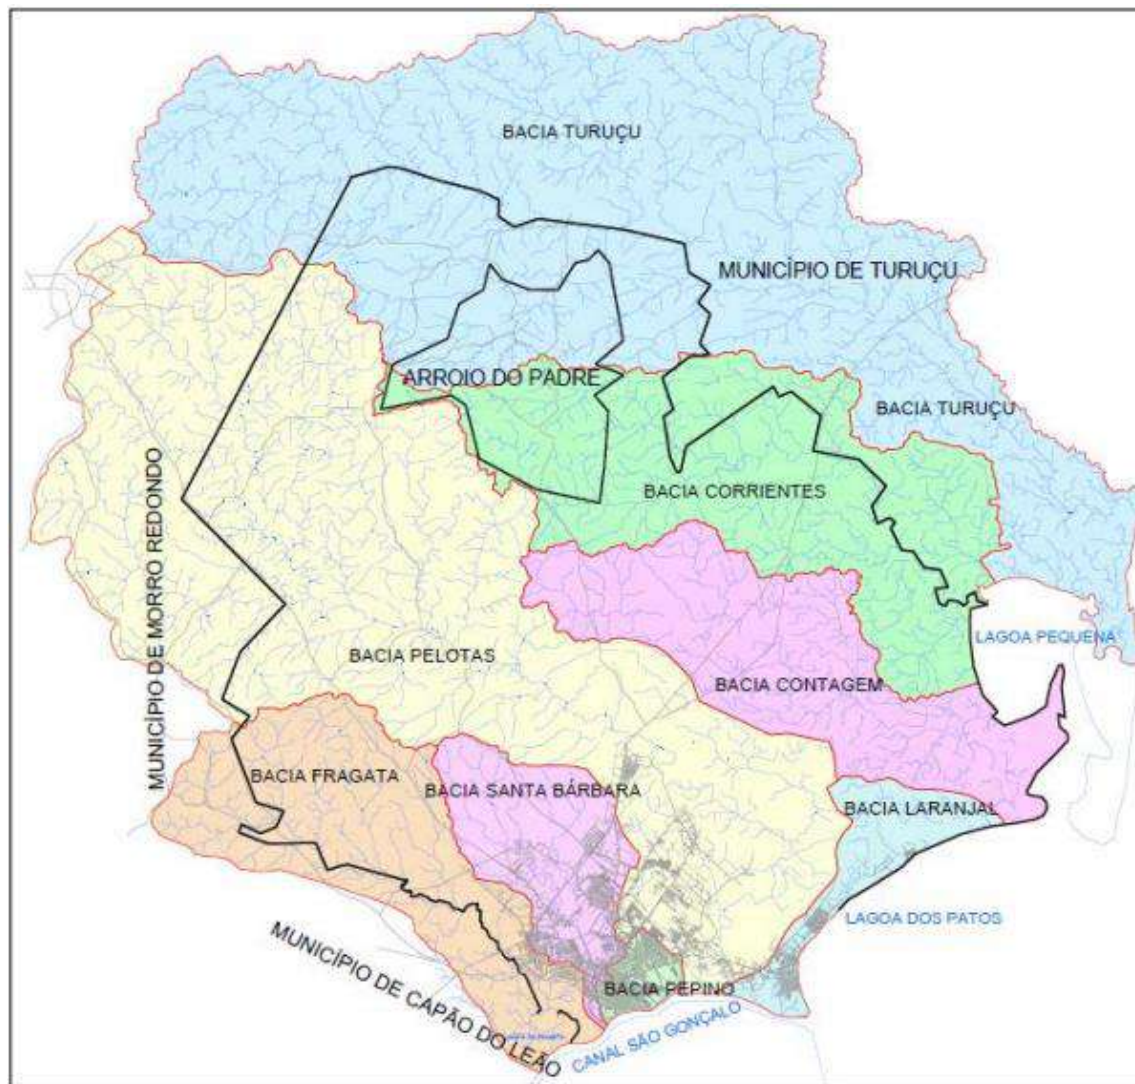 BACIA TURUÇU
MUNICÍPIO DE TURUÇU
ARROIO DO PADRE
BACIA TURUÇU
BACIA CORRIENTES
MUNICÍPIO DE MORRO REDONDO
LAGOA PEQUENA
BACIA PELOTAS
BACIA CONTAGEM
BACIA FRAGATA
BACIA SANTA BÁRBARA
BACIA LARANJAL
LAGOA DOS PATOS
MUNICÍPIO DE CAPÃO DO LEÃO
BACIA PEPINO
CANAL SÃO GONÇALO